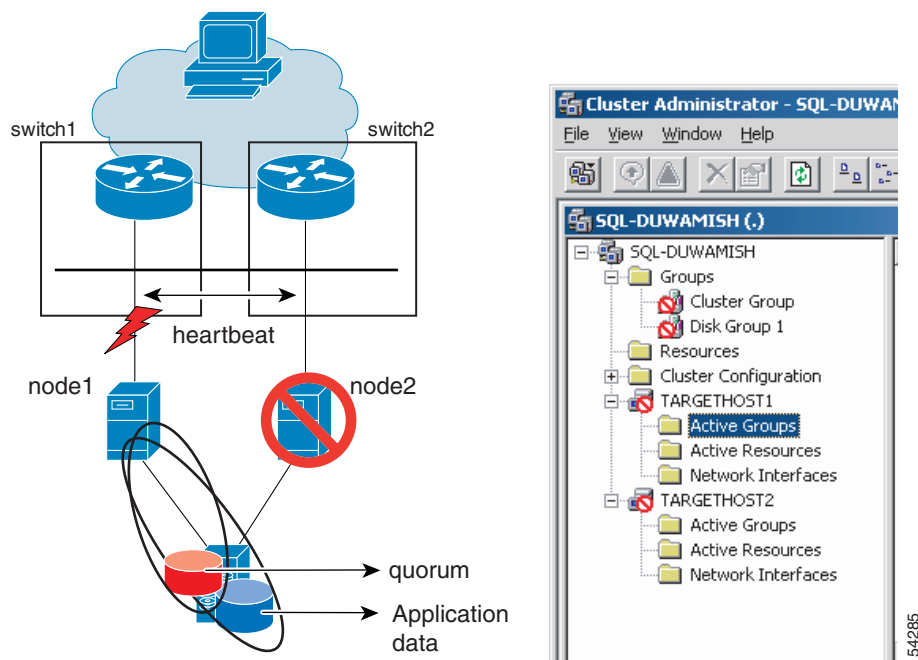 switch1
switch2
heartbeat
node1
node2
quorum
Application
data
Cluster Administrator - SQL-DUWAM
File View Window Help
SQL-DUWAMISH (.)
SQL-DUWAMISH
Groups
Cluster Group
Disk Group 1
Resources
Cluster Configuration
TARGETHOST1
Active Groups
Active Resources
Network Interfaces
TARGETHOST2
Active Groups
Active Resources
Network Interfaces
54285